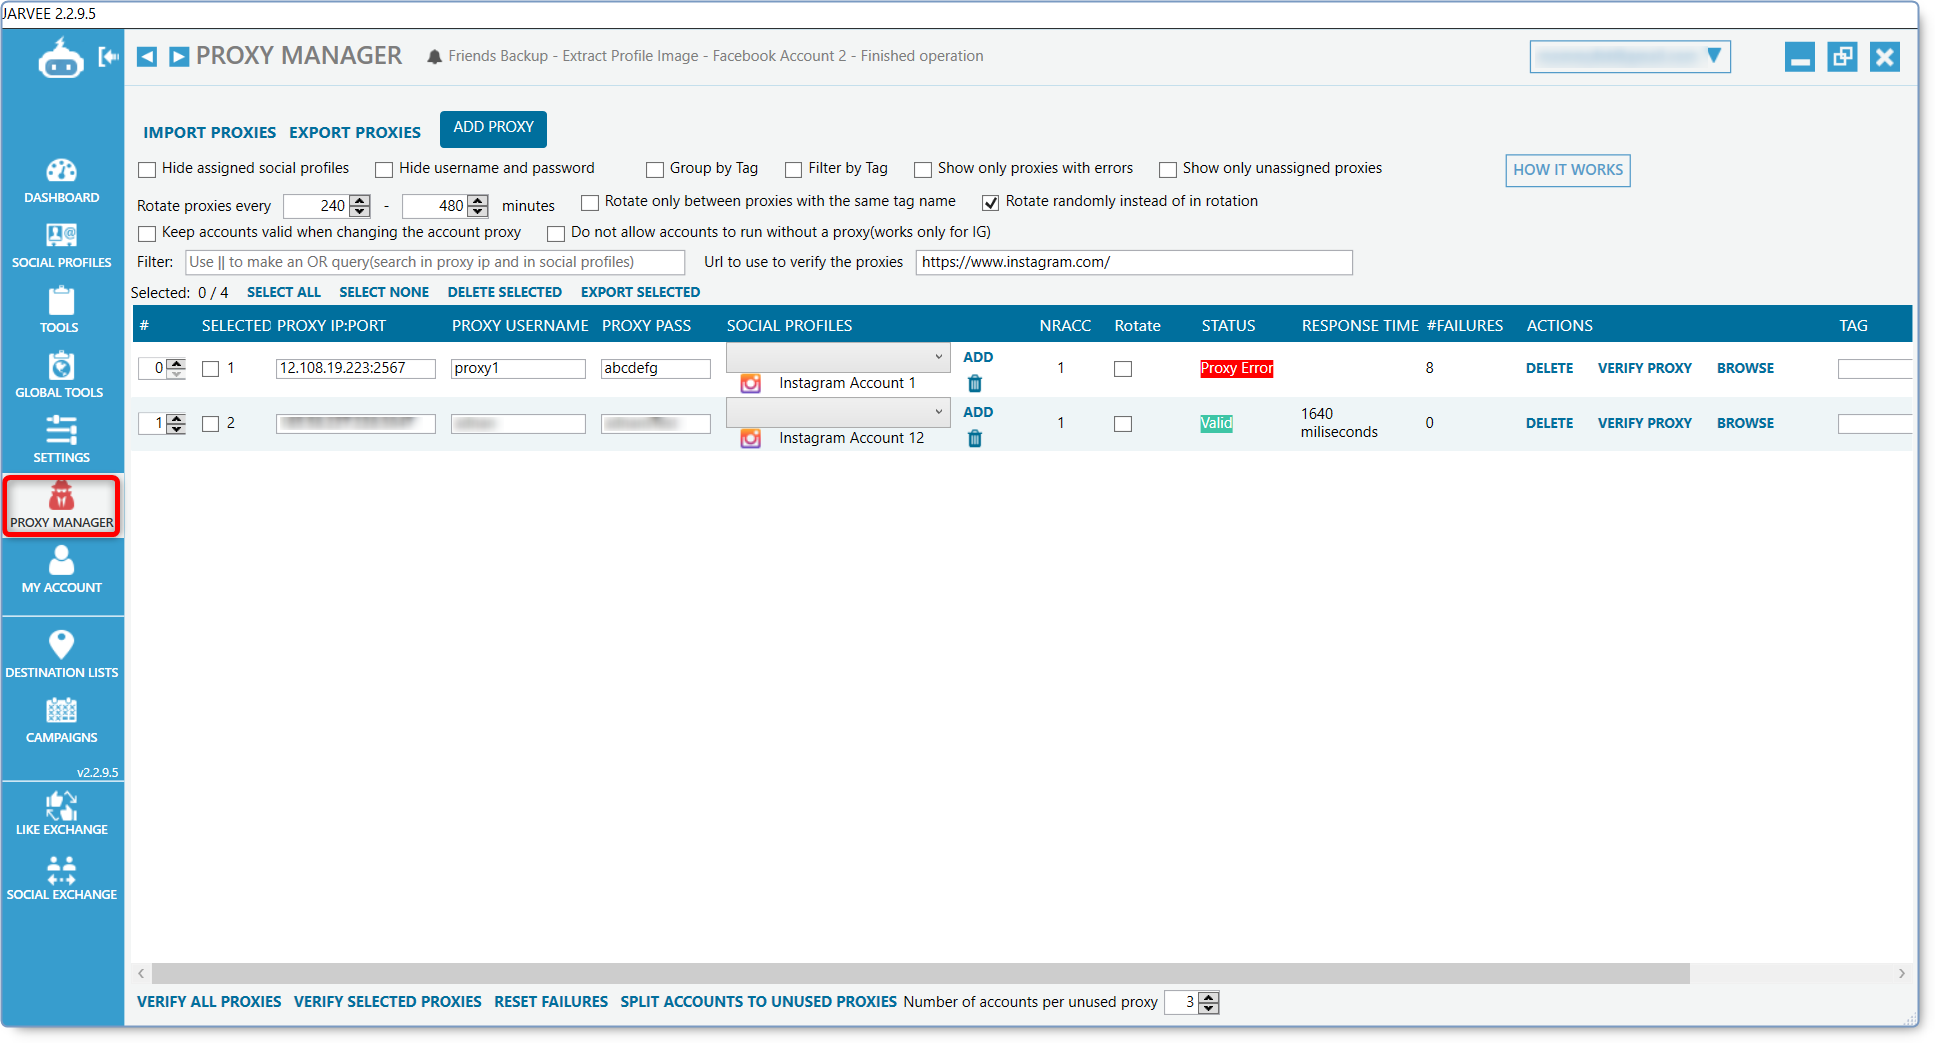 JARVEE 2.2.9.5
PROXY MANAGER
Friends Backup - Extract Profile Image - Facebook Account 2 - Finished operation
IMPORT PROXIES EXPORT PROXIES ADD PROXY
Hide assigned social profiles Hide username and password Group by Tag Filter by Tag Show only proxies with errors Show only unassigned proxies HOW IT WORKS
Rotate proxies every 240 - 480 minutes Rotate only between proxies with the same tag name Rotate randomly instead of in rotation
Keep accounts valid when changing the account proxy Do not allow accounts to run without a proxy(works only for IG)
Filter: Use || to make an OR query(search in proxy ip and in social profiles) Url to use to verify the proxies https://www.instagram.com/
Selected: 0 / 4 SELECT ALL SELECT NONE DELETE SELECTED EXPORT SELECTED
# SELECTED PROXY IP:PORT PROXY USERNAME PROXY PASS SOCIAL PROFILES NRACC Rotate STATUS RESPONSE TIME #FAILURES ACTIONS TAG
0 1 12.108.19.223:2567 proxy1 abcdefg ADD 1 Proxy Error 8 DELETE VERIFY PROXY BROWSE
Instagram Account 1
1 2 ADD 1 Valid 1640 0 DELETE VERIFY PROXY BROWSE
miliseconds
Instagram Account 12
VERIFY ALL PROXIES VERIFY SELECTED PROXIES RESET FAILURES SPLIT ACCOUNTS TO UNUSED PROXIES Number of accounts per unused proxy 3
DASHBOARD
SOCIAL PROFILES
TOOLS
GLOBAL TOOLS
SETTINGS
PROXY MANAGER
MY ACCOUNT
DESTINATION LISTS
CAMPAIGNS
v2.2.9.5
LIKE EXCHANGE
SOCIAL EXCHANGE